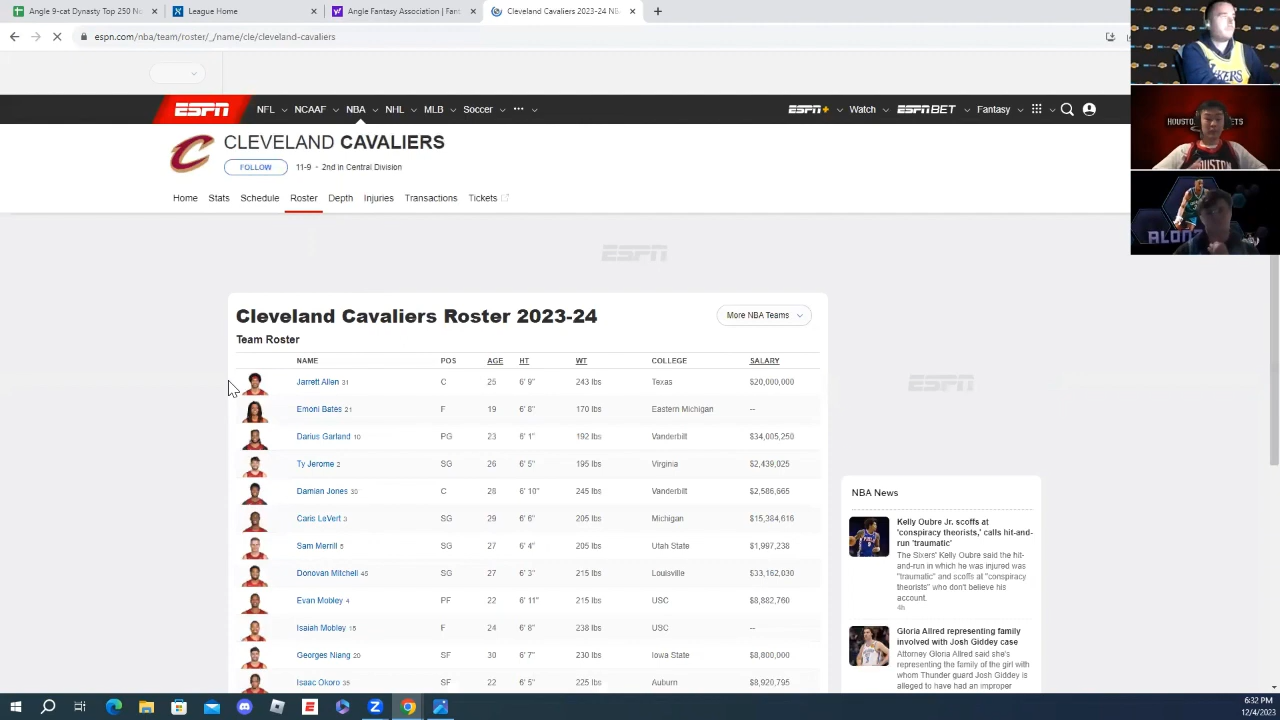 Angle 9-cat Dynasty Top 250 N
League Home
Angle Fantasy Association | Fant
Cleveland Cavaliers 2023-24 NB
espn.com/nba/team/roster/_/name/cle/cleveland-cavaliers
ESPN NFL NCAAF NBA NHL MLB Soccer ESPN+ Watch ESPN BET Fantasy
CLEVELAND CAVALIERS
FOLLOW 11-9 • 2nd in Central Division
Home Stats Schedule Roster Depth Injuries Transactions Tickets
ESPN
Cleveland Cavaliers Roster 2023-24
More NBA Teams
Team Roster
NAME POS AGE HT WT COLLEGE SALARY
Jarrett Allen 31 C 25 6' 9" 243 lbs Texas $20,000,000
Emoni Bates 21 F 19 6' 8" 170 lbs Eastern Michigan --
Darius Garland 10 PG 23 6' 1" 192 lbs Vanderbilt $34,005,250
Ty Jerome 2 SG 26 6' 5" 195 lbs Virginia $2,439,025
Damian Jones 30 C 28 6' 10" 245 lbs Vanderbilt $2,586,665
Caris LeVert 3 SG 29 6' 6" 205 lbs Michigan $15,384,616
Sam Merrill 5 SG 27 6' 4" 205 lbs Utah State $1,997,238
Donovan Mitchell 45 SG 27 6' 3" 215 lbs Louisville $33,162,030
Evan Mobley 4 PF 22 6' 11" 215 lbs USC $8,882,760
Isaiah Mobley 15 F 24 6' 8" 238 lbs USC --
Georges Niang 20 SF 30 6' 7" 230 lbs Iowa State $8,800,000
Isaac Okoro 35 SF 22 6' 5" 225 lbs Auburn $8,920,795
ESPN
NBA News
Kelly Oubre Jr. scoffs at
'conspiracy theorists,' calls hit-and-
run 'traumatic'
The Sixers' Kelly Oubre said the hit-
and-run in which he was injured was
"traumatic" and scoffs at "conspiracy
theorists" who don't believe his
account.
4h
Gloria Allred representing family
involved with Josh Giddey case
Attorney Gloria Allred said she's
representing the family of the girl with
whom Thunder guard Josh Giddey is
alleged to have had an improper
6:32 PM
12/4/2023